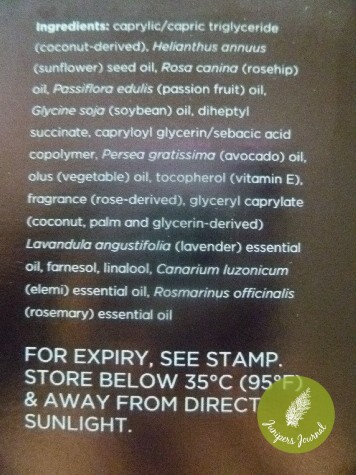 Ingredients: caprylic/capric triglyceride
(coconut-derived), Helianthus annuus
(sunflower) seed oil, Rosa canina (rosehip)
oil, Passiflora edulis (passion fruit) oil,
Glycine soja (soybean) oil, diheptyl
succinate, capryloyl glycerin/sebacic acid
copolymer, Persea gratissima (avocado) oil,
olus (vegetable) oil, tocopherol (vitamin E),
fragrance (rose-derived), glyceryl caprylate
(coconut, palm and glycerin-derived)
Lavandula angustifolia (lavender) essential
oil, farnesol, linalool, Canarium luzonicum
(elemi) essential oil, Rosmarinus officinalis
(rosemary) essential oil
FOR EXPIRY, SEE STAMP.
STORE BELOW 35°C (95°F)
& AWAY FROM DIRECT
SUNLIGHT.
Junipers Journal